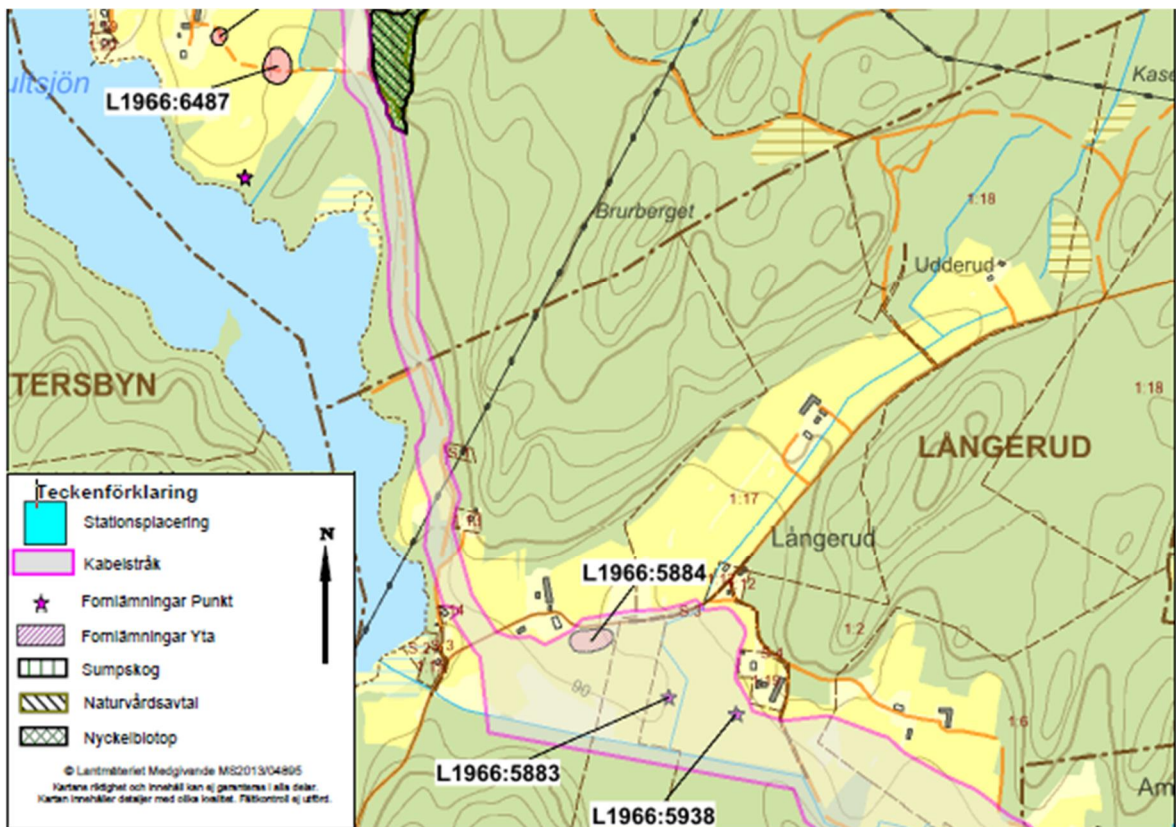 ultsjön
L1966:6487
Kase
Brurberget
1:18
Udderud
TERSBYN
1:18
LÅNGERUD
1:17
Långerud
L1966:5884
1:12
S:3
1:2
S:4
90
1:6
L1966:5883
L1966:5938
Am
Teckenförklaring
Stationsplacering
Kabelstråk
Fornlämningar Punkt
Fornlämningar Yta
Sumpskog
Naturvårdsavtal
Nyckelbiotop
N
© Lantmäteriet Medgivande MS2013/04895
Kartans riktighet och innehåll kan ej garanteras i alla delar.
Kartan innehåller detaljer med olika kvalitet. Fältkontroll ej utförd.